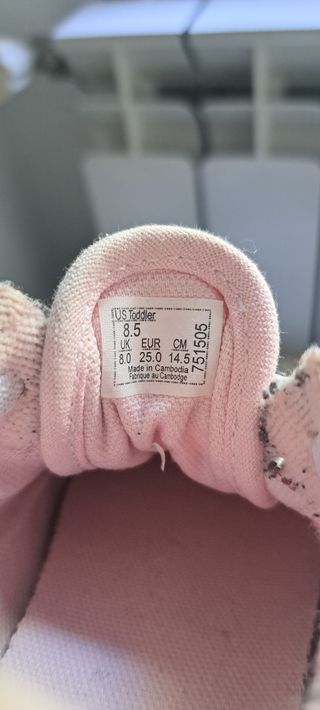 US Toddler
8.5
UK EUR CM
8.0 25.0 14.5
Made in Cambodia
Fabrique au Cambodge
751505